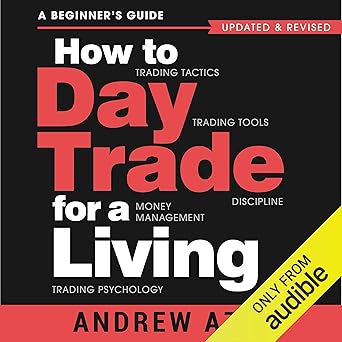 A BEGINNER'S GUIDE
UPDATED & REVISED
How to
TRADING TACTICS
Day
TRADING TOOLS
Trade
DISCIPLINE
for a
MONEY
MANAGEMENT
Living
TRADING PSYCHOLOGY
ANDREW
ONLY FROM
audible